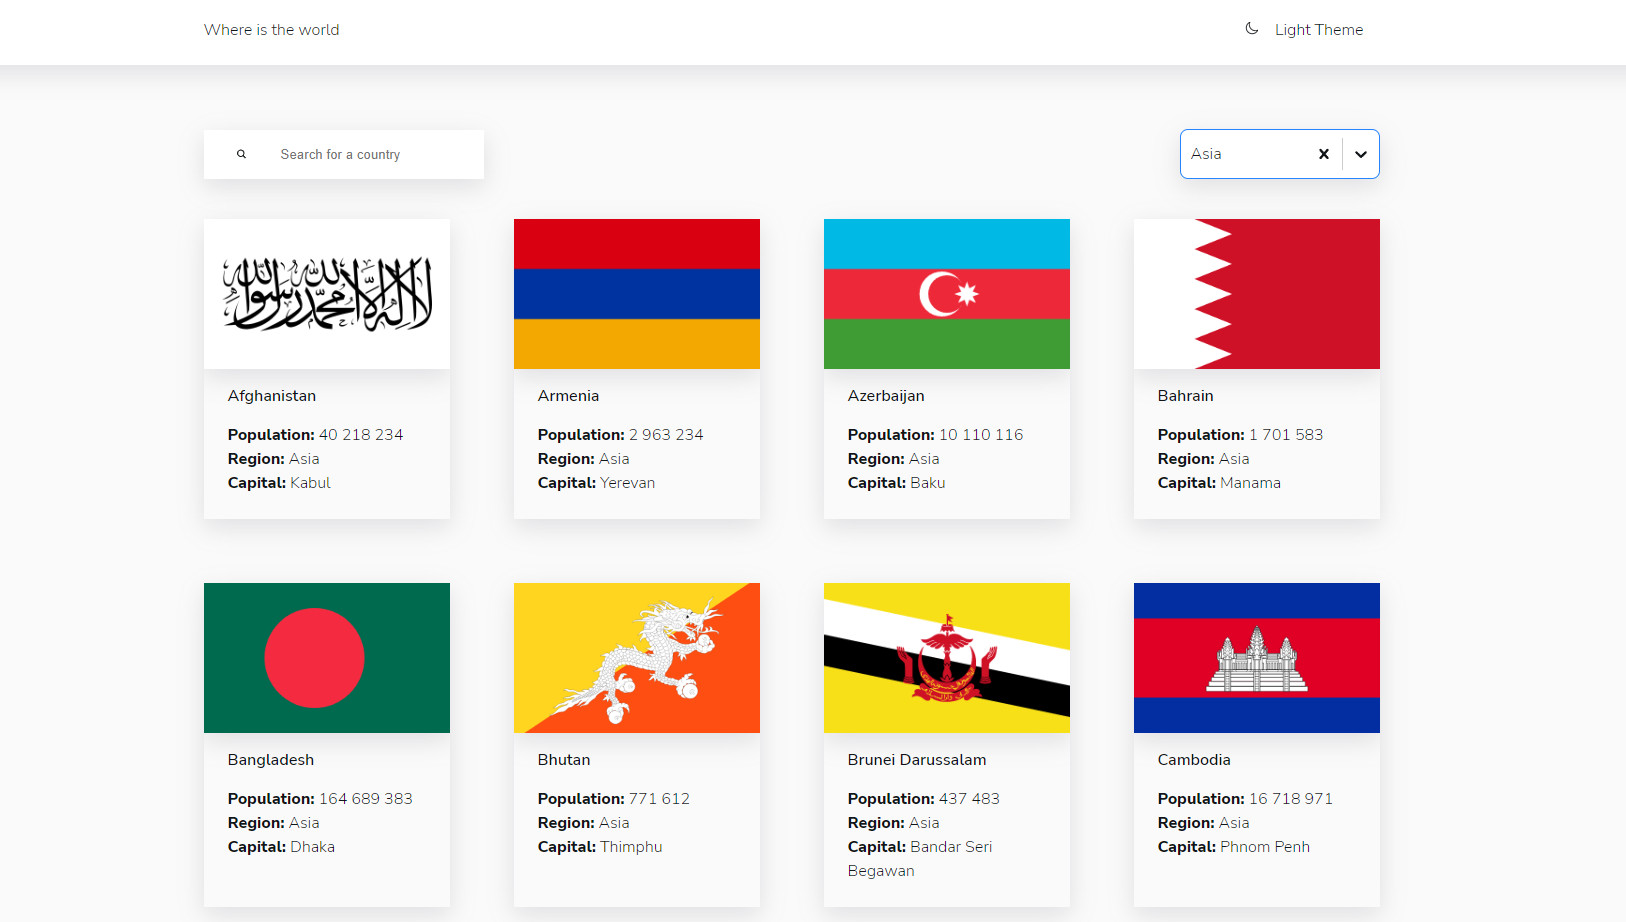 Where is the world
Light Theme
Search for a country
Asia
لا إله إلا الله محمد رسول الله
Afghanistan
Population: 40 218 234
Region: Asia
Capital: Kabul
Armenia
Population: 2 963 234
Region: Asia
Capital: Yerevan
Azerbaijan
Population: 10 110 116
Region: Asia
Capital: Baku
Bahrain
Population: 1 701 583
Region: Asia
Capital: Manama
Bangladesh
Population: 164 689 383
Region: Asia
Capital: Dhaka
Bhutan
Population: 771 612
Region: Asia
Capital: Thimphu
Brunei Darussalam
Population: 437 483
Region: Asia
Capital: Bandar Seri
Begawan
Cambodia
Population: 16 718 971
Region: Asia
Capital: Phnom Penh